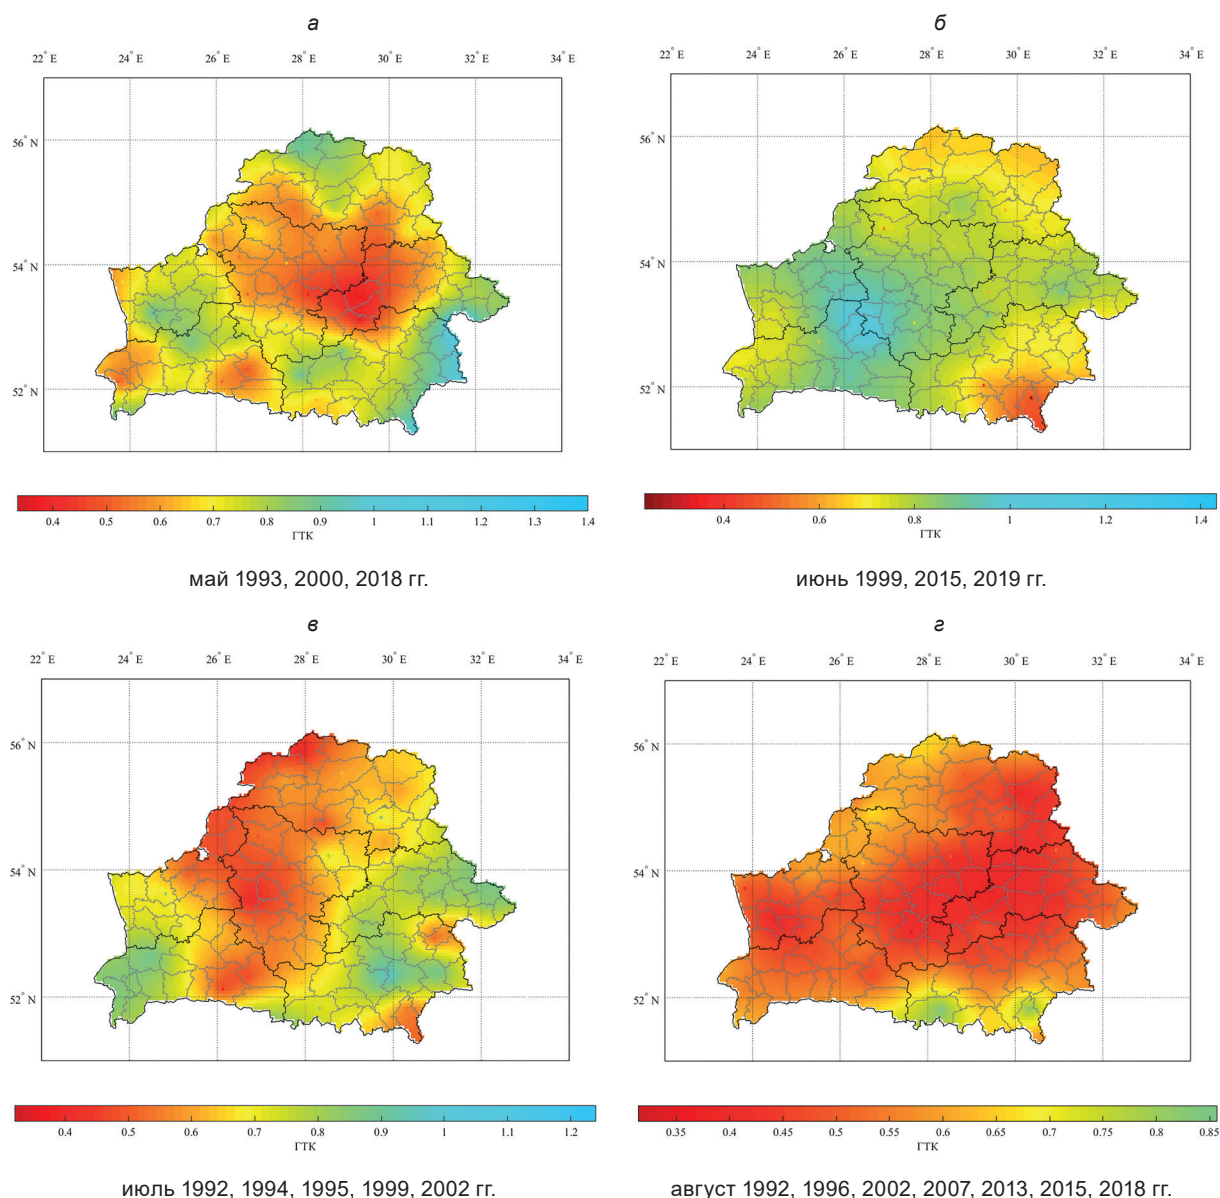 а
22° E 24° E 26° E 28° E 30° E 32° E 34° E
56° N
54° N
52° N
0.4 0.5 0.6 0.7 0.8 0.9 1 1.1 1.2 1.3 1.4
ГТК
май 1993, 2000, 2018 гг.
б
22° E 24° E 26° E 28° E 30° E 32° E 34° E
56° N
54° N
52° N
0.4 0.6 0.8 1 1.2 1.4
ГТК
июнь 1999, 2015, 2019 гг.
в
22° E 24° E 26° E 28° E 30° E 32° E 34° E
56° N
54° N
52° N
0.4 0.5 0.6 0.7 0.8 0.9 1 1.1 1.2
ГТК
июль 1992, 1994, 1995, 1999, 2002 гг.
г
22° E 24° E 26° E 28° E 30° E 32° E 34° E
56° N
54° N
52° N
0.35 0.4 0.45 0.5 0.55 0.6 0.65 0.7 0.75 0.8 0.85
ГТК
август 1992, 1996, 2002, 2007, 2013, 2015, 2018 гг.